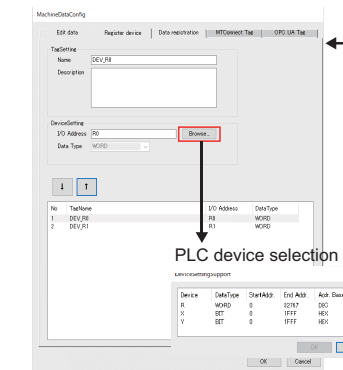 MachineDataConfig
Edit data Register device Data registration MTConnect Tag OPC UA Tag
TagSetting
Name DEV_R0
Description
DeviceSetting
I/O Address R0 Browse...
Data Type WORD
↓ ↑
No TagName I/O Address DataType
1 DEV_R0 R0 WORD
2 DEV_R1 R1 WORD
PLC device selection
DeviceSettingSupport
Device DataType StartAddr. End Addr. Addr. Base
R WORD 0 32767 DEC
X BIT 0 1FFF HEX
Y BIT 0 1FFF HEX
OK
OK Cancel